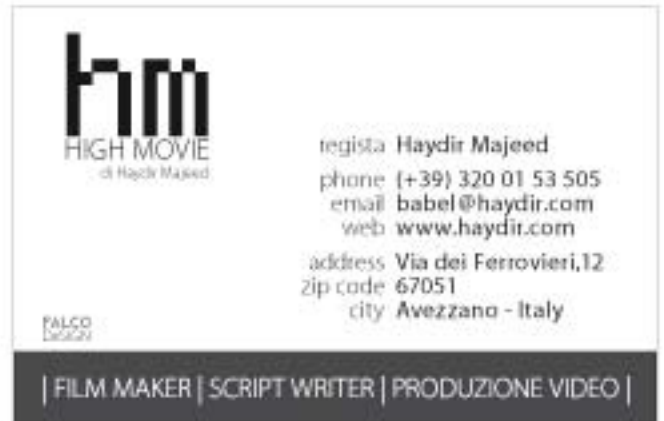 hm
HIGH MOVIE
di Haydir Majeed
regista Haydir Majeed
phone (+39) 320 01 53 505
email babel@haydir.com
web www.haydir.com
address Via dei Ferrovieri,12
zip code 67051
city Avezzano - Italy
FALCO
DESIGN
| FILM MAKER | SCRIPT WRITER | PRODUZIONE VIDEO |